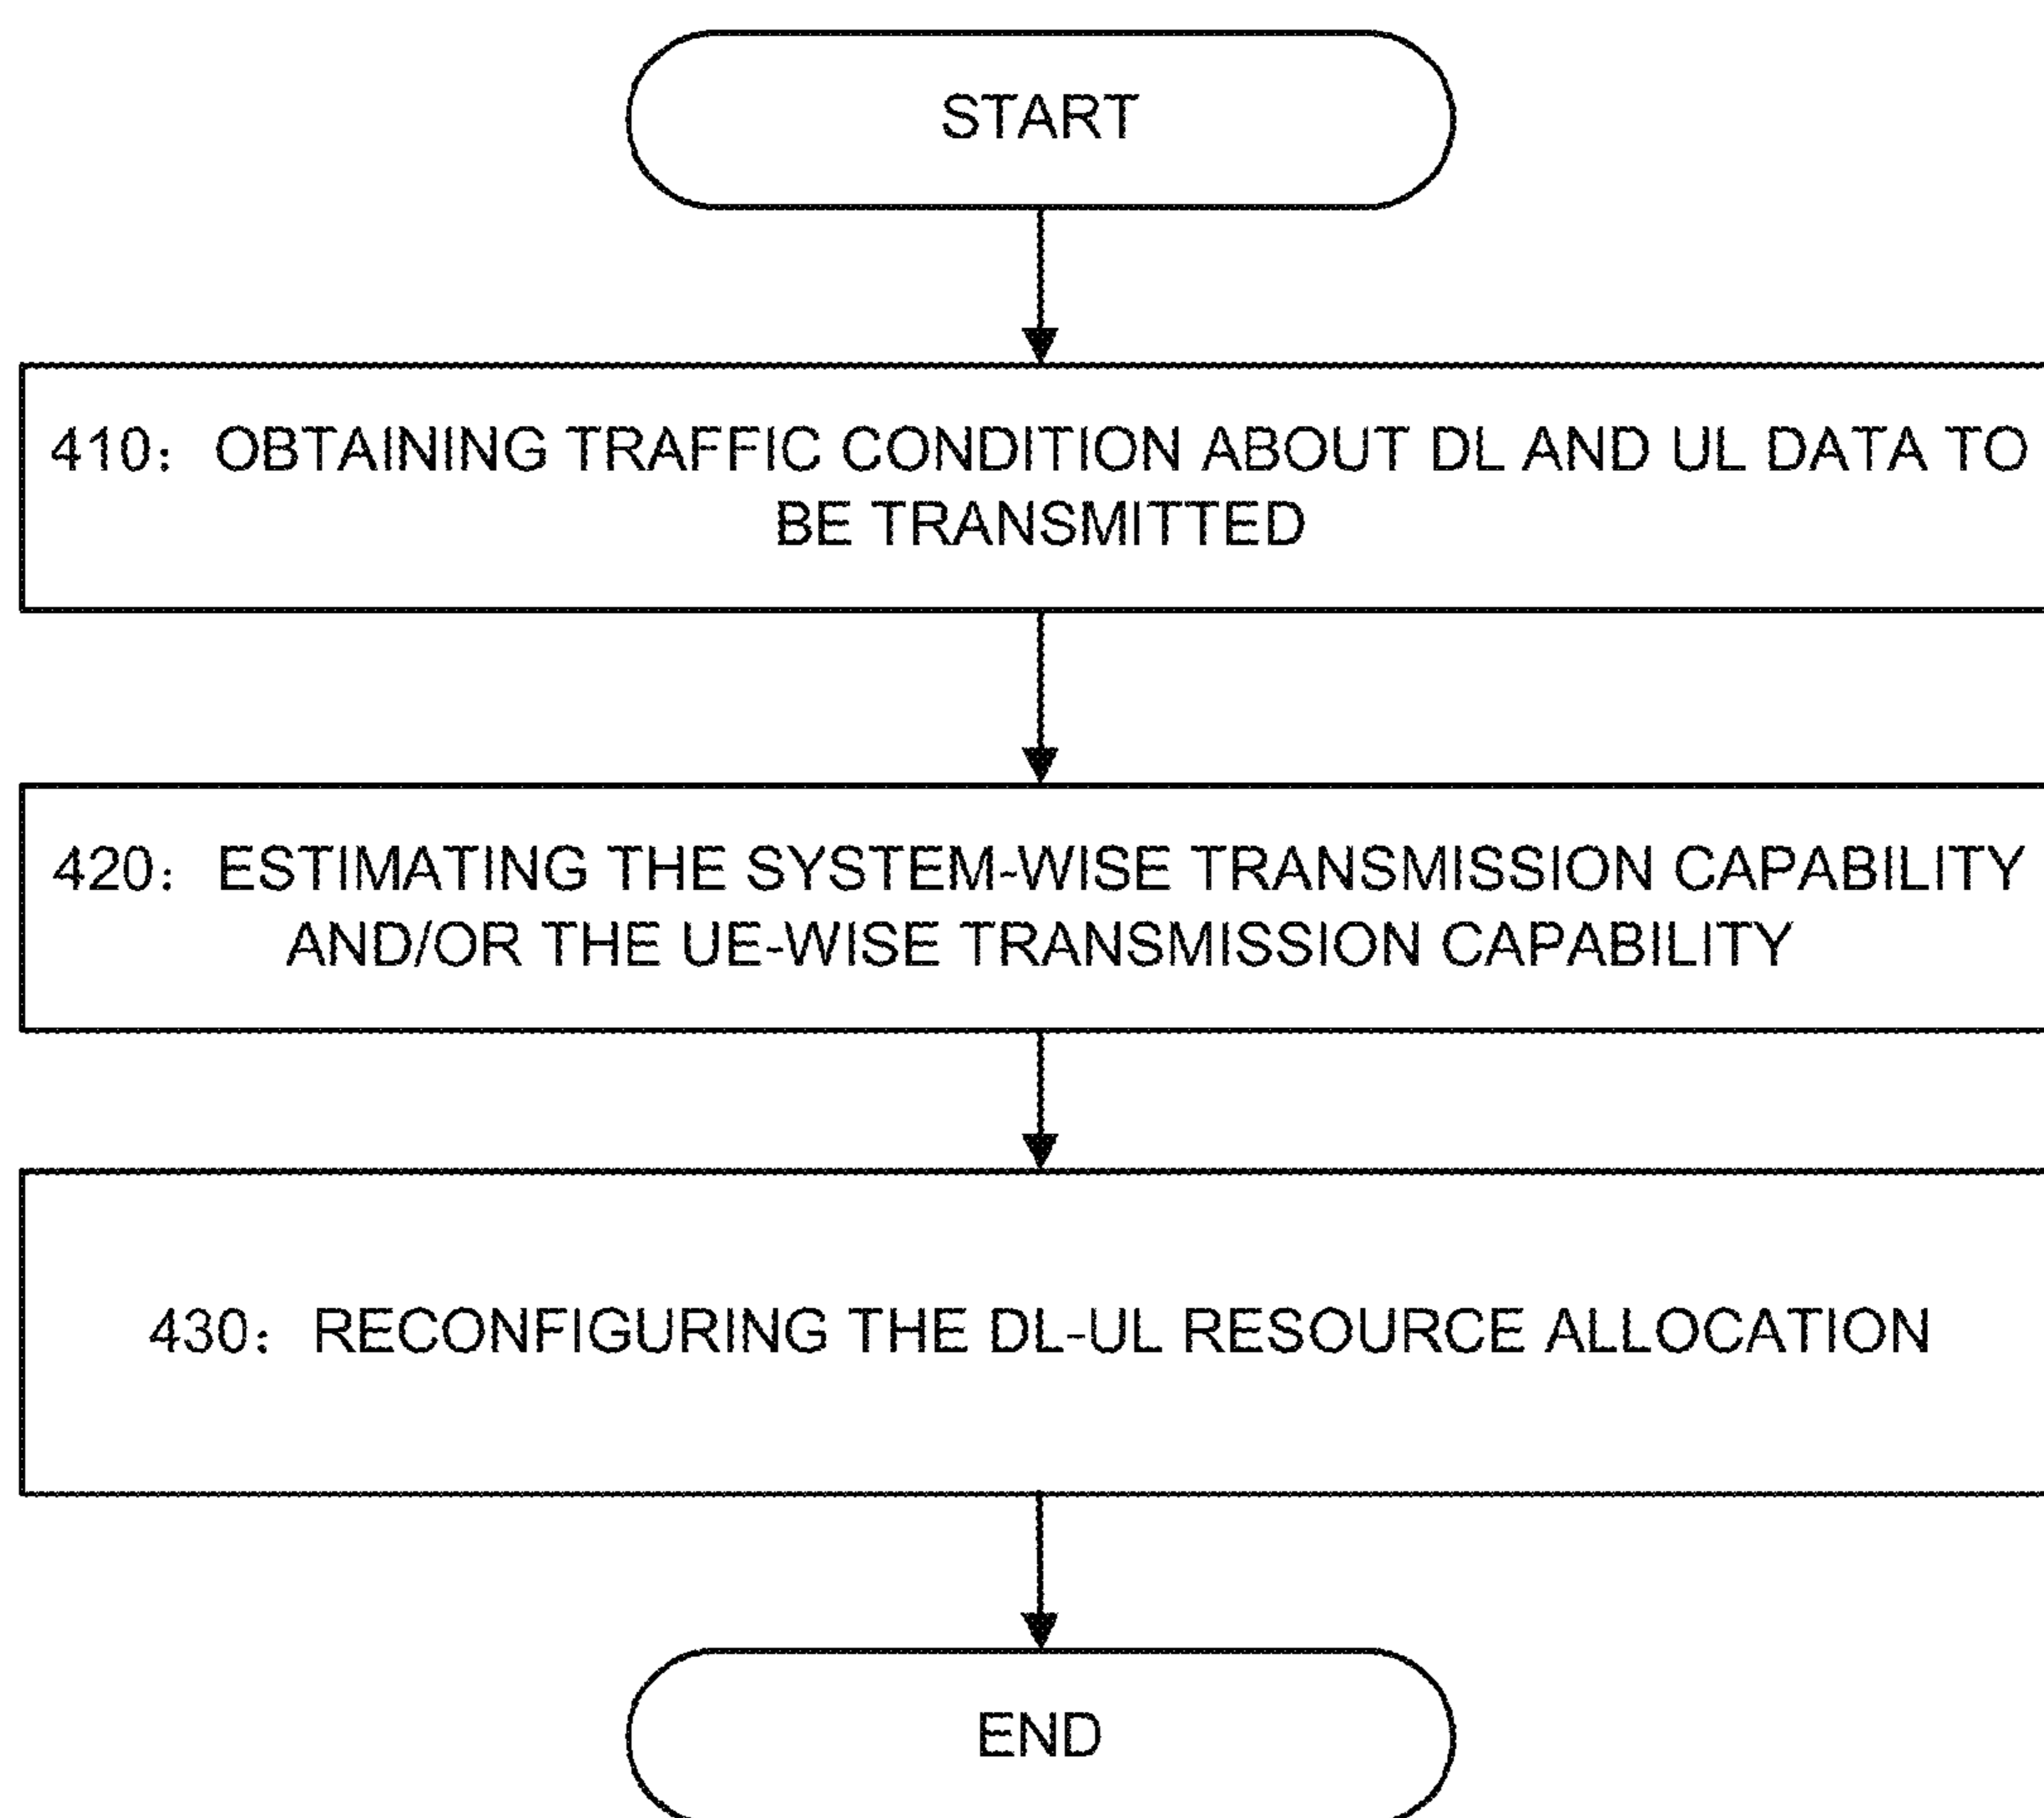 START
410: OBTAINING TRAFFIC CONDITION ABOUT DL AND UL DATA TO
BE TRANSMITTED
420: ESTIMATING THE SYSTEM-WISE TRANSMISSION CAPABILITY
AND/OR THE UE-WISE TRANSMISSION CAPABILITY
430: RECONFIGURING THE DL-UL RESOURCE ALLOCATION
END